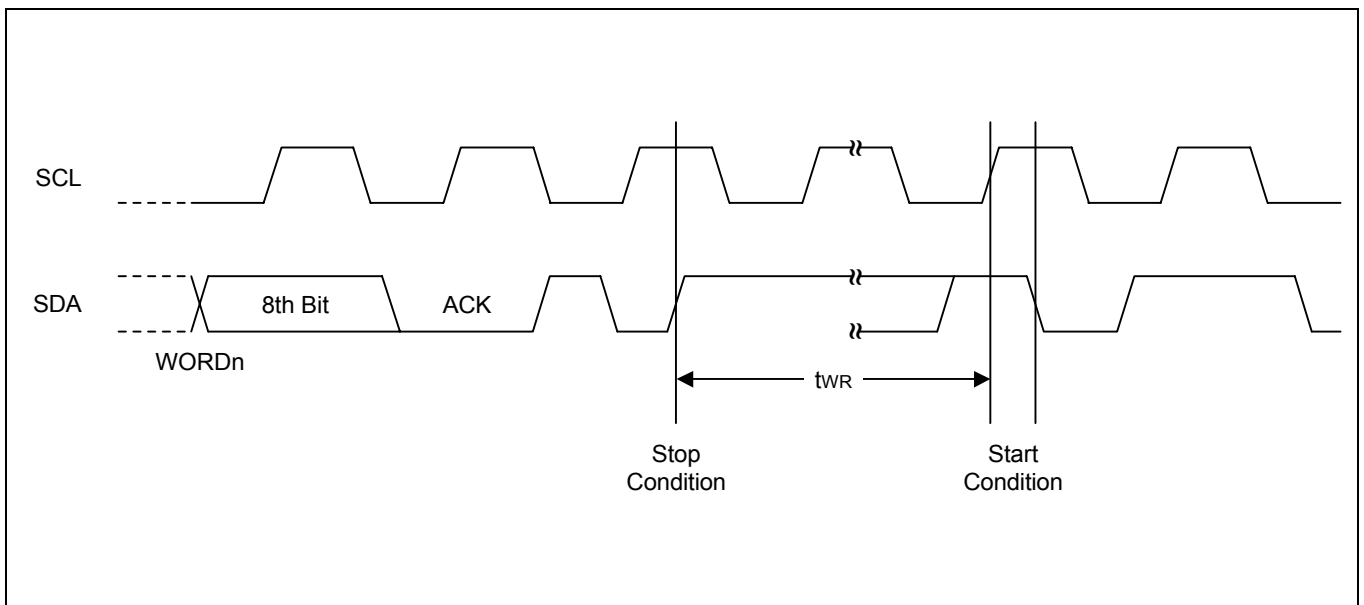 SCL
SDA
8th Bit
ACK
WORDn
tWR
Stop
Condition
Start
Condition